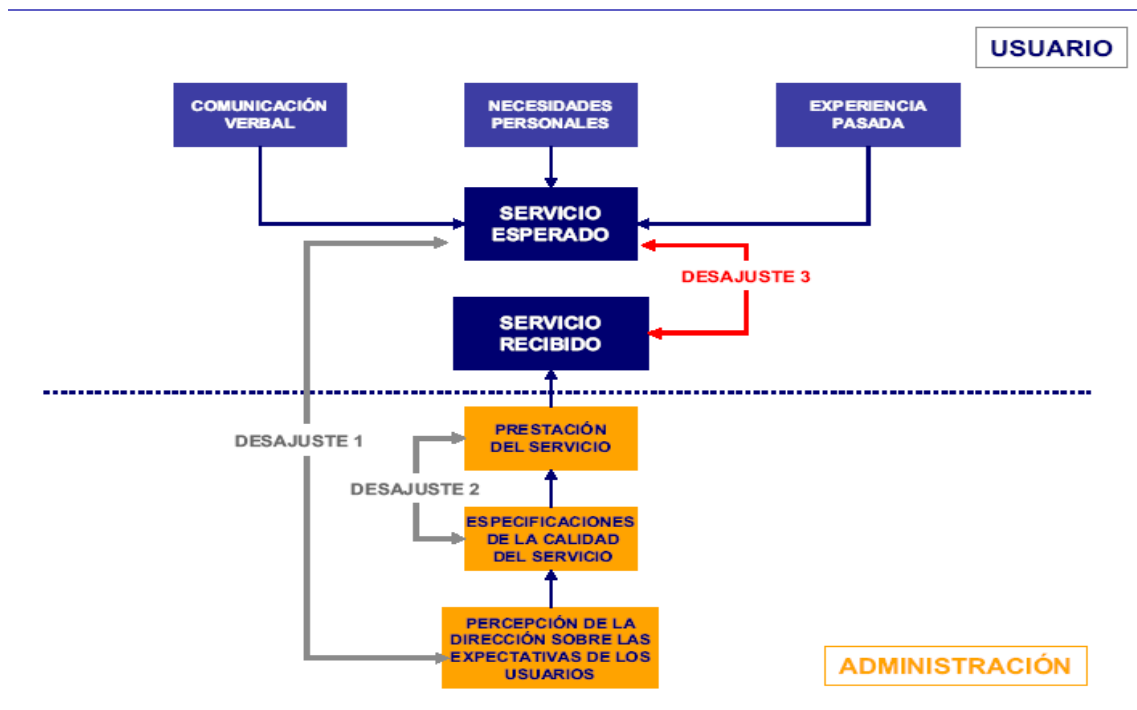 USUARIO
COMUNICACIÓN
VERBAL
NECESIDADES
PERSONALES
EXPERIENCIA
PASADA
SERVICIO
ESPERADO
DESAJUSTE 3
SERVICIO
RECIBIDO
PRESTACIÓN
DEL SERVICIO
DESAJUSTE 1
DESAJUSTE 2
ESPECIFICACIONES
DE LA CALIDAD
DEL SERVICIO
PERCEPCIÓN DE LA
DIRECCIÓN SOBRE LAS
EXPECTATIVAS DE LOS
USUARIOS
ADMINISTRACIÓN